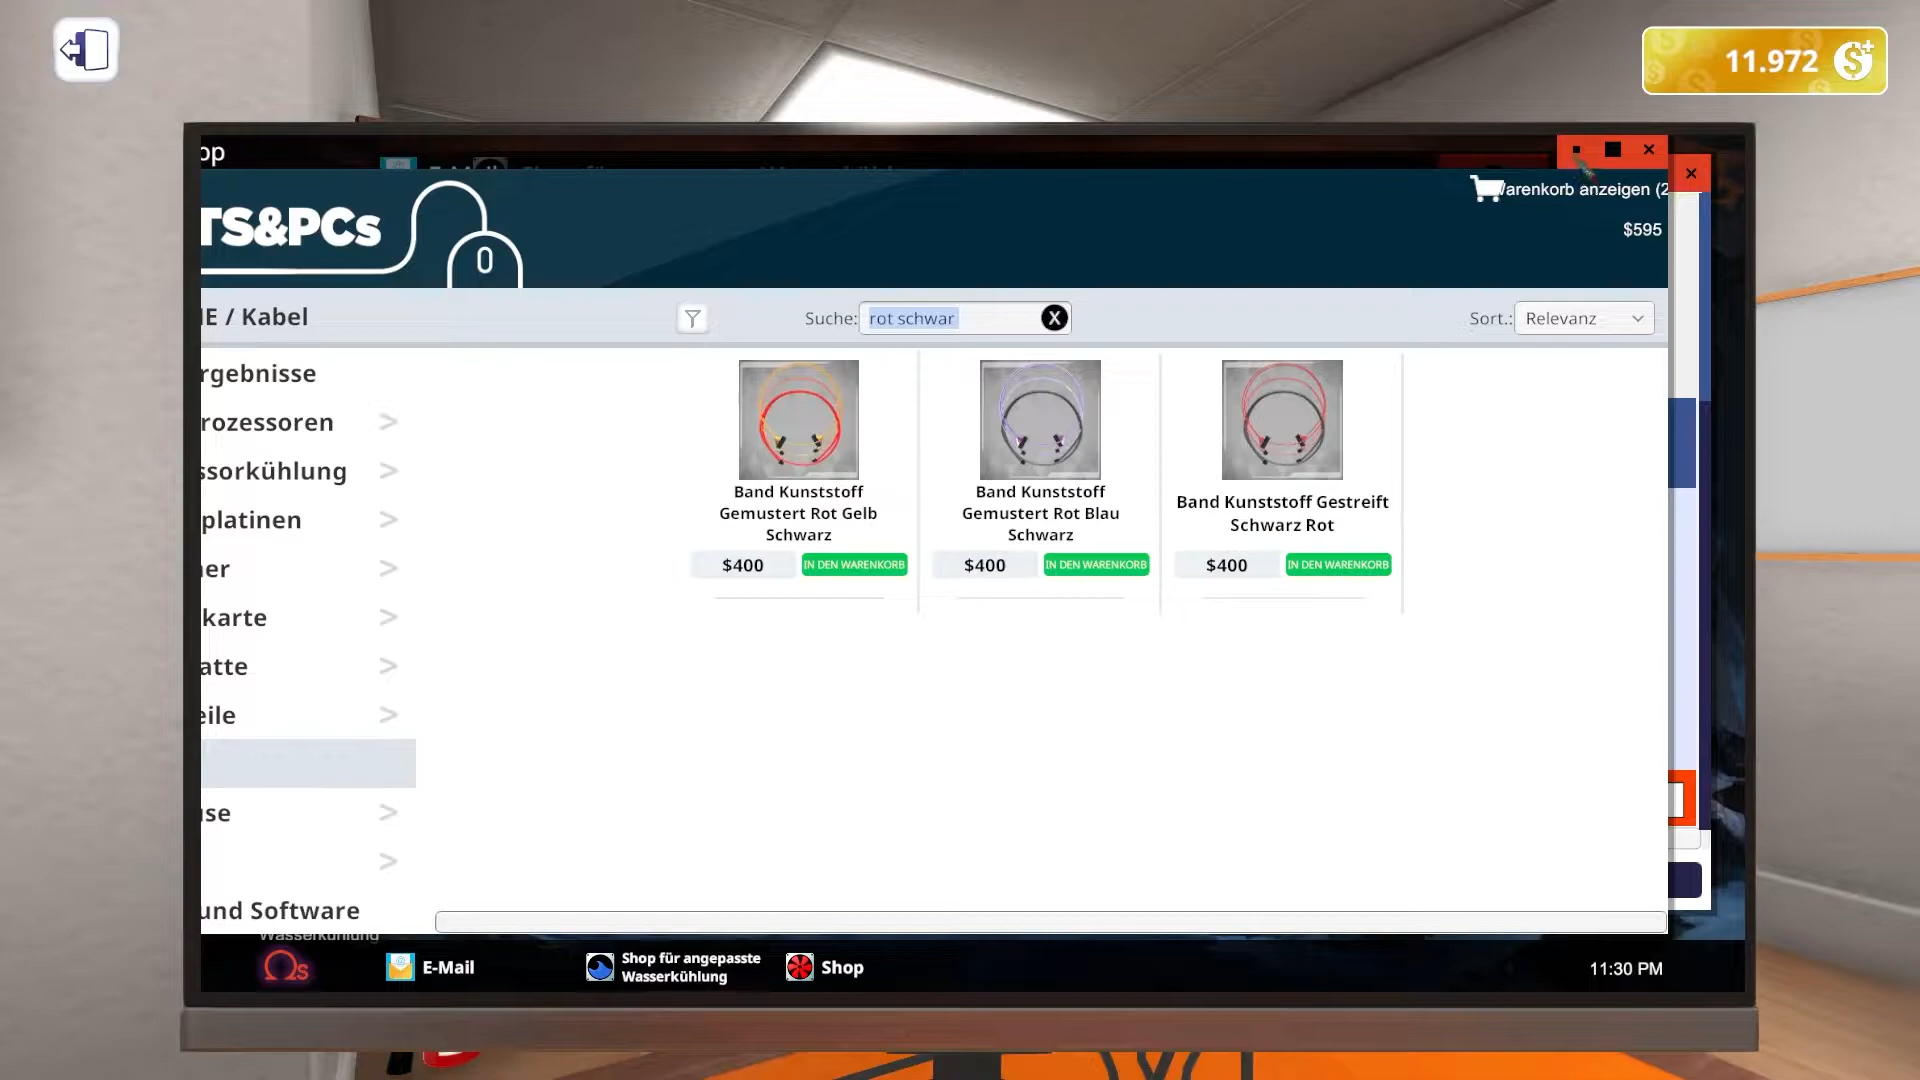 11.972
op
TS&PCs
arenkorb anzeigen (2
$595
IE / Kabel
Suche: rot schwar
Sort.: Relevanz
rgebnisse
rozessoren
ssorkühlung
platinen
er
karte
atte
eile
se
und Software
Band Kunststoff
Gemustert Rot Gelb
Schwarz
$400
IN DEN WARENKORB
Band Kunststoff
Gemustert Rot Blau
Schwarz
$400
IN DEN WARENKORB
Band Kunststoff Gestreift
Schwarz Rot
$400
IN DEN WARENKORB
Wasserkühlung
E-Mail
Shop für angepasste
Wasserkühlung
Shop
11:30 PM